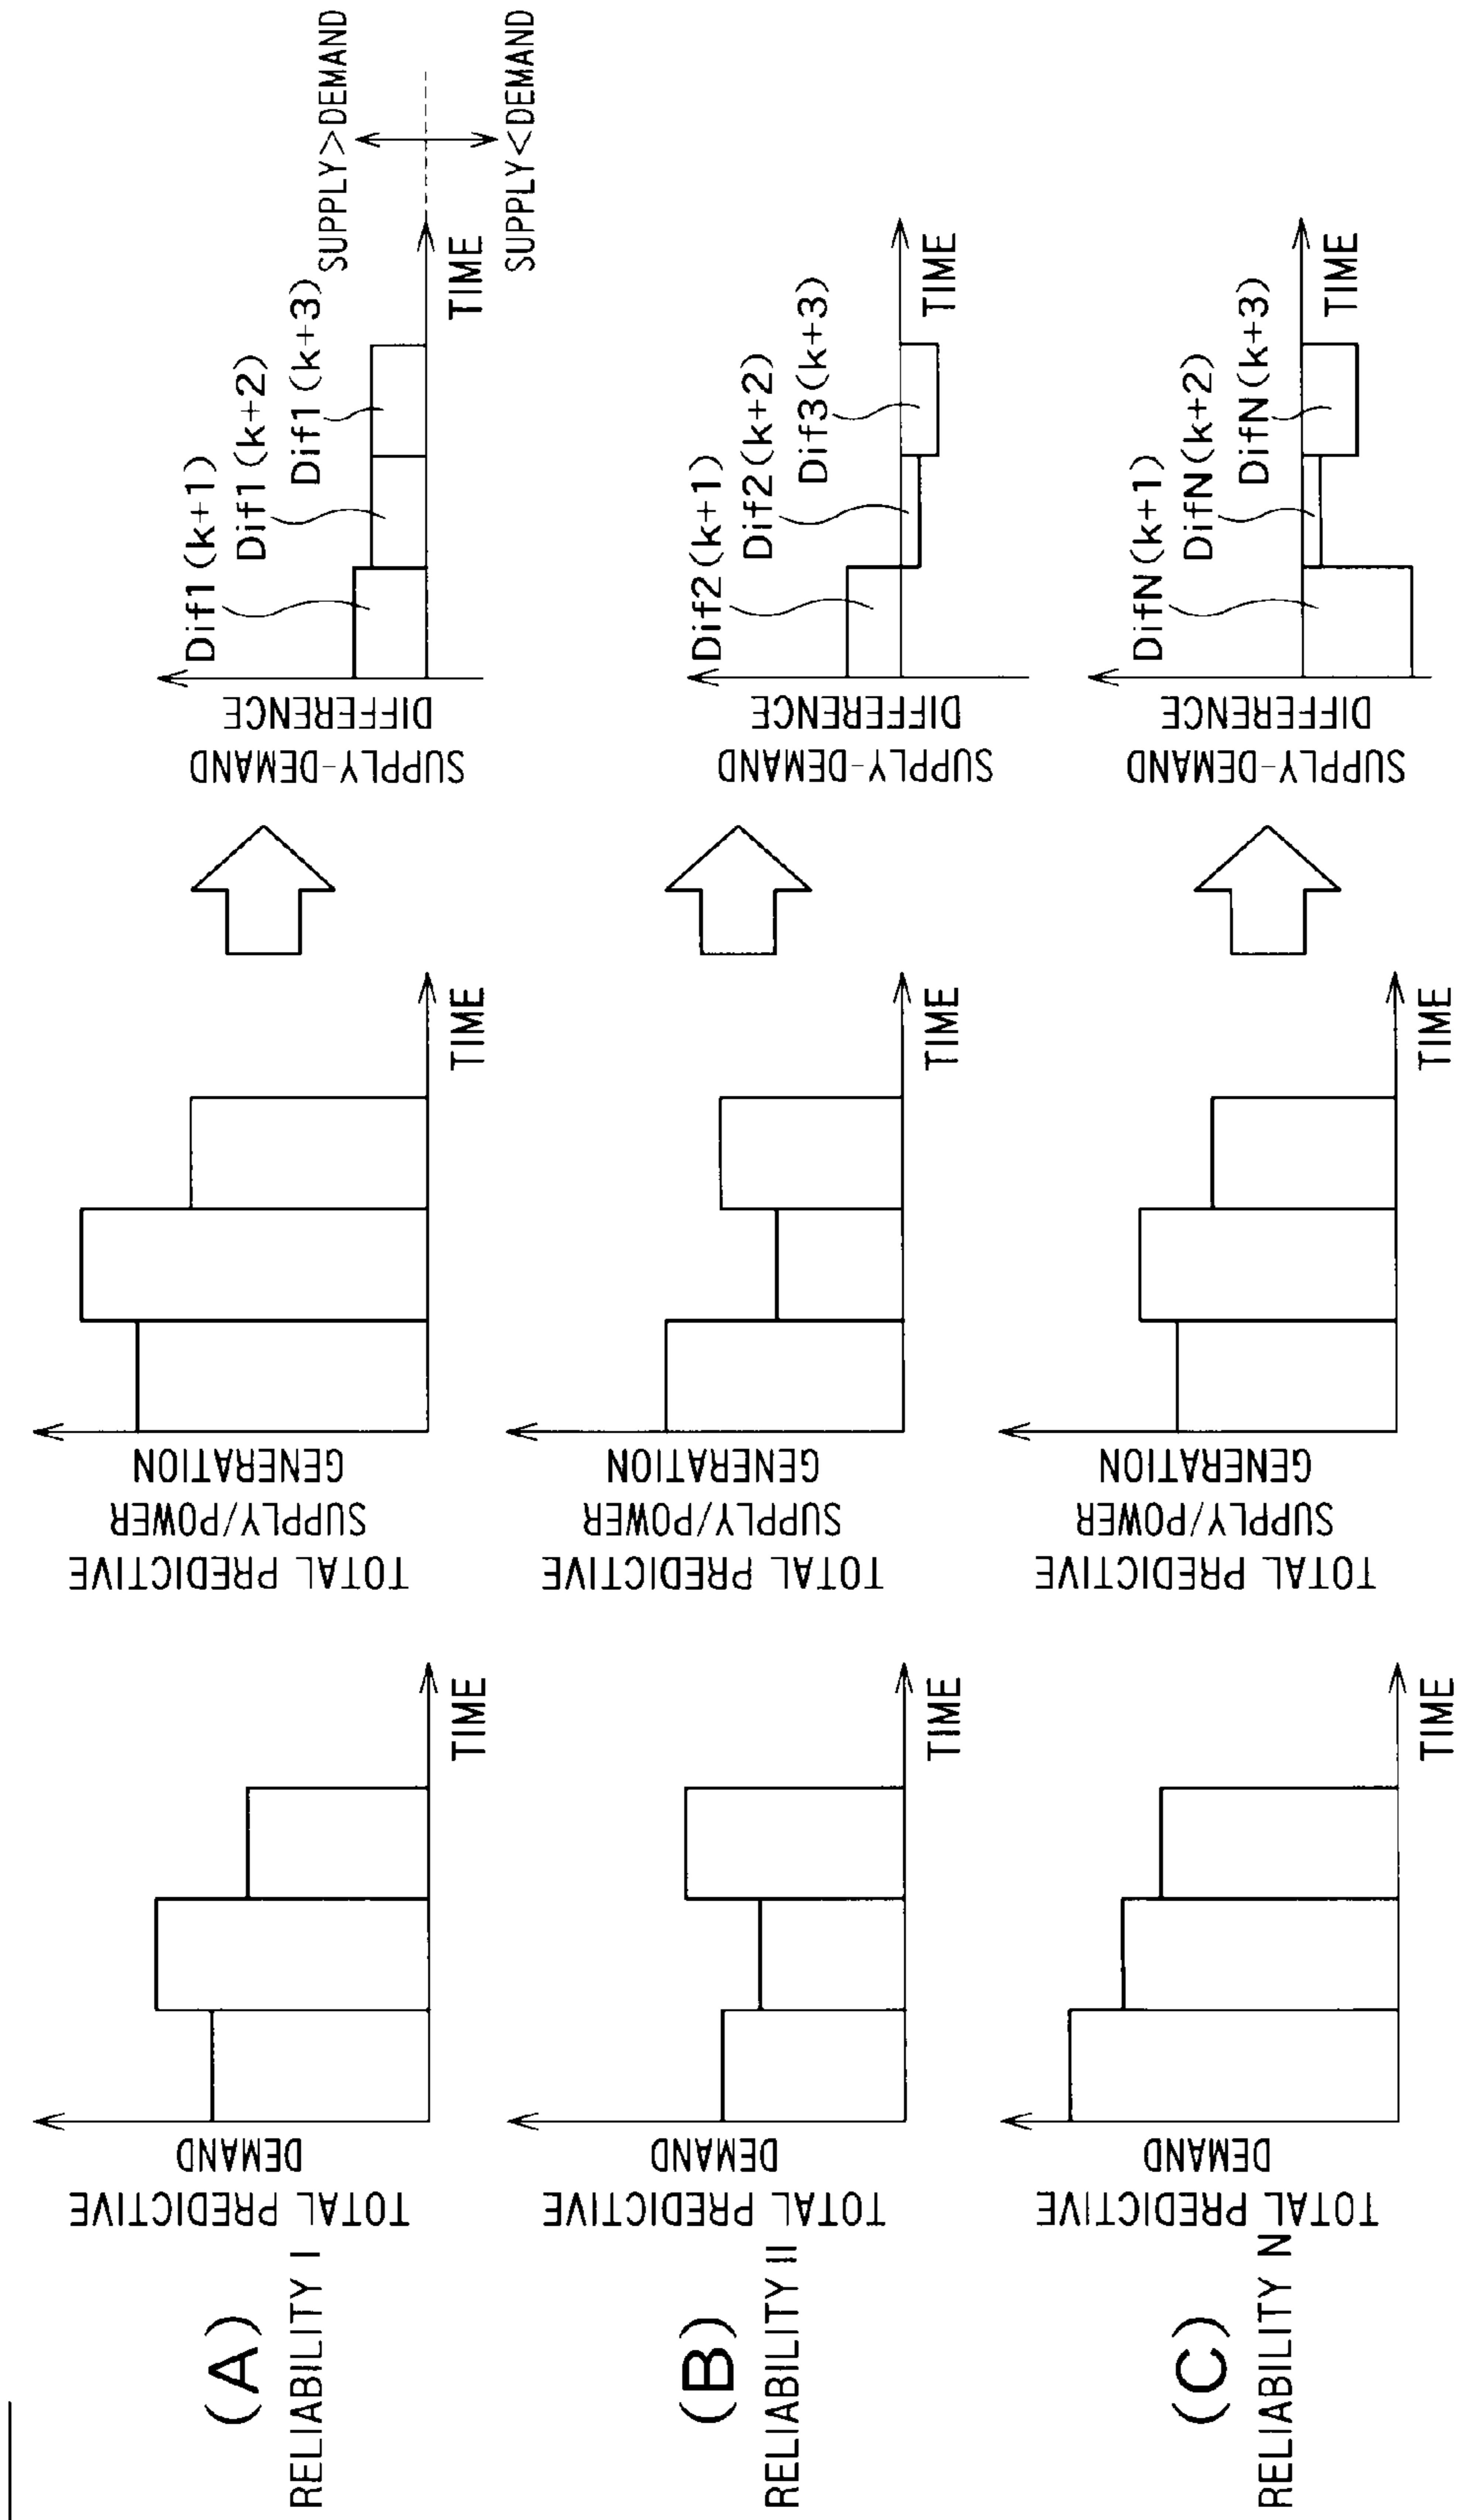 (A)
RELIABILITY I
TOTAL PREDICTIVE
DEMAND
TIME
TOTAL PREDICTIVE
SUPPLY/POWER
GENERATION
TIME
SUPPLY-DEMAND
DIFFERENCE
Dif1(k+1)
Dif1(k+2)
Dif1(k+3)
TIME
SUPPLY>DEMAND
SUPPLY<DEMAND
(B)
RELIABILITY II
TOTAL PREDICTIVE
DEMAND
TIME
TOTAL PREDICTIVE
SUPPLY/POWER
GENERATION
TIME
SUPPLY-DEMAND
DIFFERENCE
Dif2(k+1)
Dif2(k+2)
Dif3(k+3)
TIME
(C)
RELIABILITY N
TOTAL PREDICTIVE
DEMAND
TIME
TOTAL PREDICTIVE
SUPPLY/POWER
GENERATION
TIME
SUPPLY-DEMAND
DIFFERENCE
DifN(k+1)
DifN(k+2)
DifN(k+3)
TIME